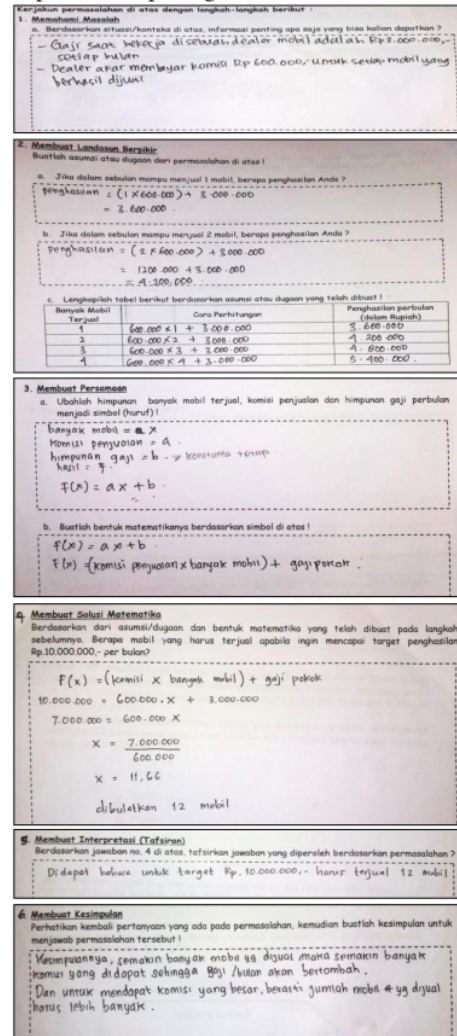 Kerjakan permasalahan di atas dengan langkah-langkah berikut :
1. Memahami Masalah
a. Berdasarkan situasi/konteks di atas, informasi penting apa saja yang bisa kalian dapatkan ?
- Gaji saat bekerja disebuah dealer mobil adalah Rp3.000.000,-
setiap bulan
- Dealer akan membayar komisi Rp 600.000,- untuk setiap mobil yang
berhasil dijual
2. Membuat Landasan Berpikir
Buatlah asumsi atau dugaan dari permasalahan di atas !
a. Jika dalam sebulan mampu menjual 1 mobil, berapa penghasilan Anda ?
penghasilan = (1 x 600.000) + 3.000.000
= 3.600.000.
b. Jika dalam sebulan mampu menjual 2 mobil, berapa penghasilan Anda ?
Penghasilan = (2 x 600.000) + 3.000.000
= 1200.000 + 3.000.000
= 4.200.000
c. Lengkapilah tabel berikut berdasarkan asumsi atau dugaan yang telah dibuat !
Banyak Mobil Terjual Cara Perhitungan Penghasilan perbulan (dalam Rupiah)
1 600.000 x 1 + 3.000.000 3.600.000
2 600.000 x 2 + 3.000.000 4.200.000
3 600.000 x 3 + 3.000.000 4.800.000
4 600.000 x 4 + 3.000.000 5.400.000.
3. Membuat Persamaan
a. Ubahlah himpunan banyak mobil terjual, komisi penjualan dan himpunan gaji perbulan
menjadi simbol (huruf) !
banyak mobil = x
komisi penjualan = a.
himpunan gaji = b -> konstanta tetap
hasil = y.
f(x) = ax + b.
b. Buatlah bentuk matematikanya berdasarkan simbol di atas !
f(x) = ax + b
F(x) = (komisi penjualan x banyak mobil) + gaji pokok.
4. Membuat Solusi Matematika
Berdasarkan dari asumsi/dugaan dan bentuk matematika yang telah dibuat pada langkah
sebelumnya. Berapa mobil yang harus terjual apabila ingin mencapai target penghasilan
Rp.10.000.000,- per bulan?
F(x) = (komisi x banyak mobil) + gaji pokok
10.000.000 = 600.000 . x + 3.000.000
7.000.000 = 600.000 x
x = 7.000.000
600.000
x = 11,66
dibulatkan 12 mobil
5. Membuat Interpretasi (Tafsiran)
Berdasarkan jawaban no. 4 di atas, tafsirkan jawaban yang diperoleh berdasarkan permasalahan ?
Didapat bahwa untuk target Rp. 10.000.000,- harus terjual 12 mobil
6. Membuat Kesimpulan
Perhatikan kembali pertanyaan yang ada pada permasalahan, kemudian buatlah kesimpulan untuk
menjawab permasalahan tersebut !
Kesimpulannya, semakin banyak mobil yg dijual maka semakin banyak
komisi yang didapat sehingga gaji /bulan akan bertambah.
Dan untuk mendapat komisi yang besar, berarti jumlah mobil yg dijual
harus lebih banyak.